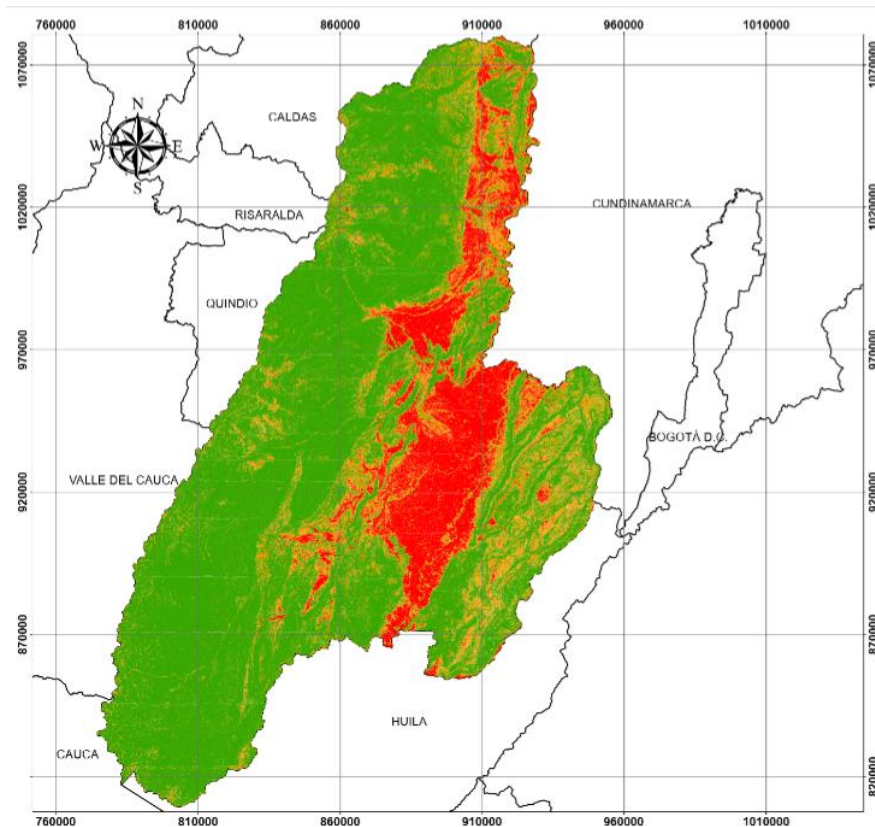 760000 810000 860000 910000 960000 1010000
1070000 1070000
N
CALDAS
W E
S
1020000 1020000
RISARALDA
CUNDINAMARCA
QUINDIO
970000 970000
BOGOTÁ D.C.
VALLE DEL CAUCA
920000 920000
870000 870000
HUILA
CAUCA
820000 820000
760000 810000 860000 910000 960000 1010000